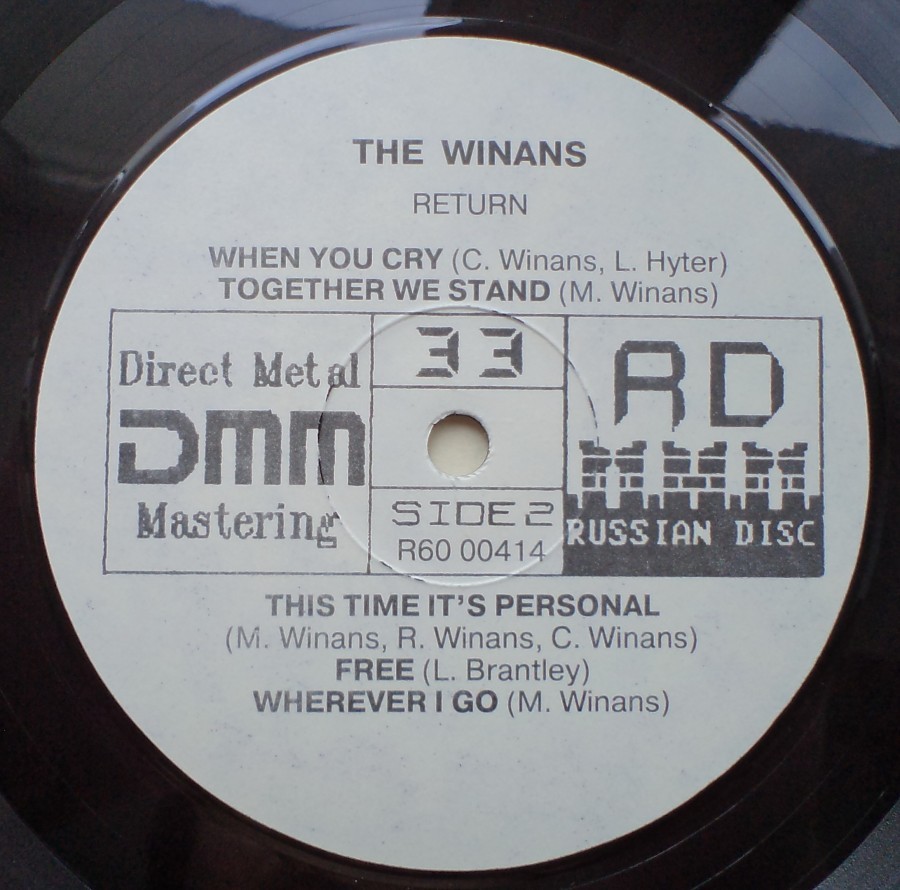 THE WINANS
RETURN
WHEN YOU CRY (C. Winans, L. Hyter)
TOGETHER WE STAND (M. Winans)
Direct Metal
DMM
Mastering
33
SIDE 2
R60 00414
RD
RUSSIAN DISC
THIS TIME IT'S PERSONAL
(M. Winans, R. Winans, C. Winans)
FREE (L. Brantley)
WHEREVER I GO (M. Winans)